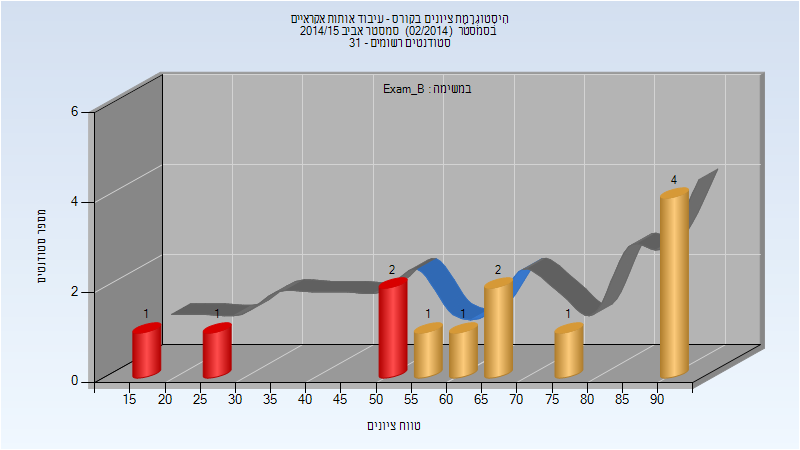 היסטוגרמת ציונים בקורס - עיבוד אותות אקראיים
בסמסטר (02/2014) סמסטר אביב 2014/15
סטודנטים רשומים - 31
במשימה : Exam_B
מספר סטודנטים
6
4
2
0
1
1
2
1
1
2
1
4
15 20 25 30 35 40 45 50 55 60 65 70 75 80 85 90
טווח ציונים